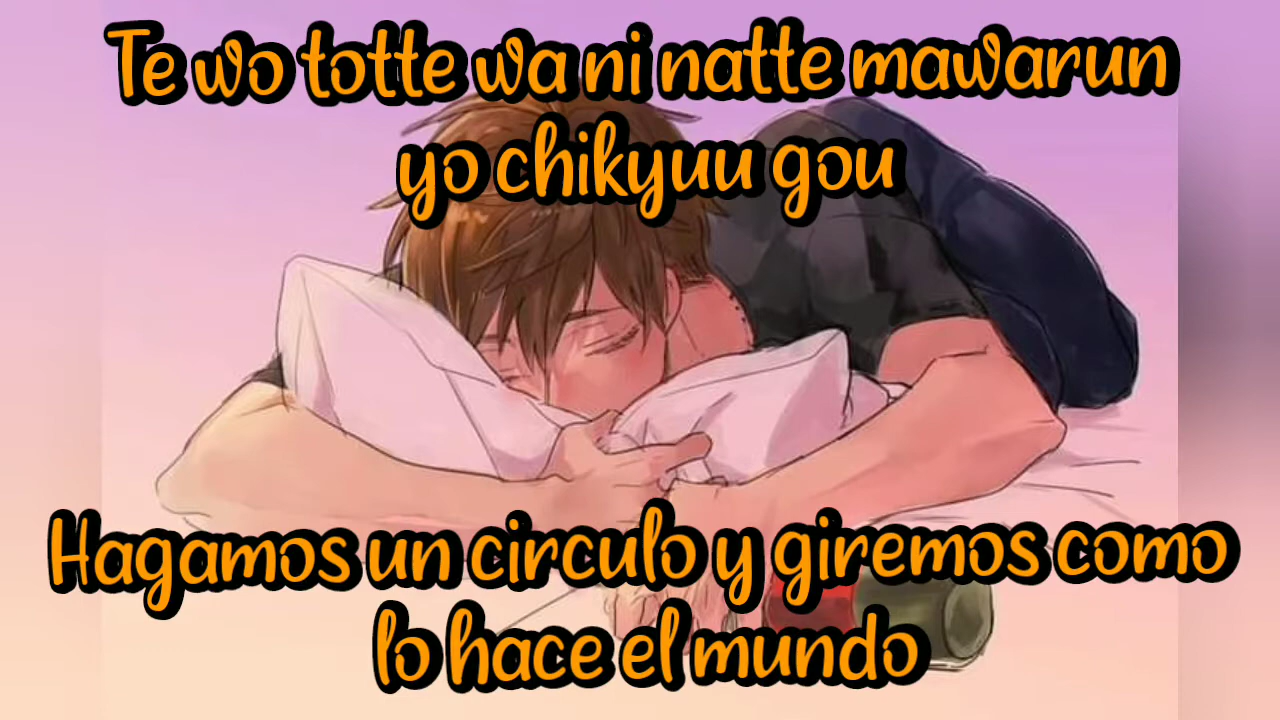 Te wo totte wa ni natte mawarun
yo chikyuu gou
Hagamos un circulo y giremos como
lo hace el mundo